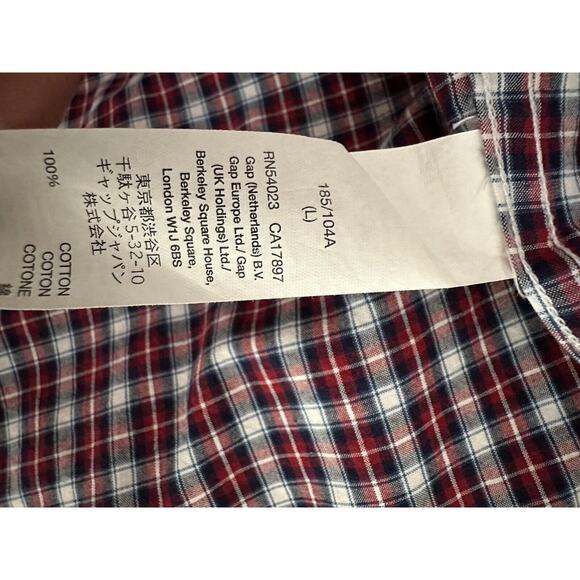 185/104A
(L)
RN54023 CA17897
Gap (Netherlands) B.V.
Gap Europe Ltd./ Gap
(UK Holdings) Ltd./
Berkeley Square House,
Berkeley Square,
London W1J 6BS
東京都渋谷区
千駄ヶ谷5-32-10
ギャップジャパン
株式会社
100% COTTON
COTON
COTONE
綿